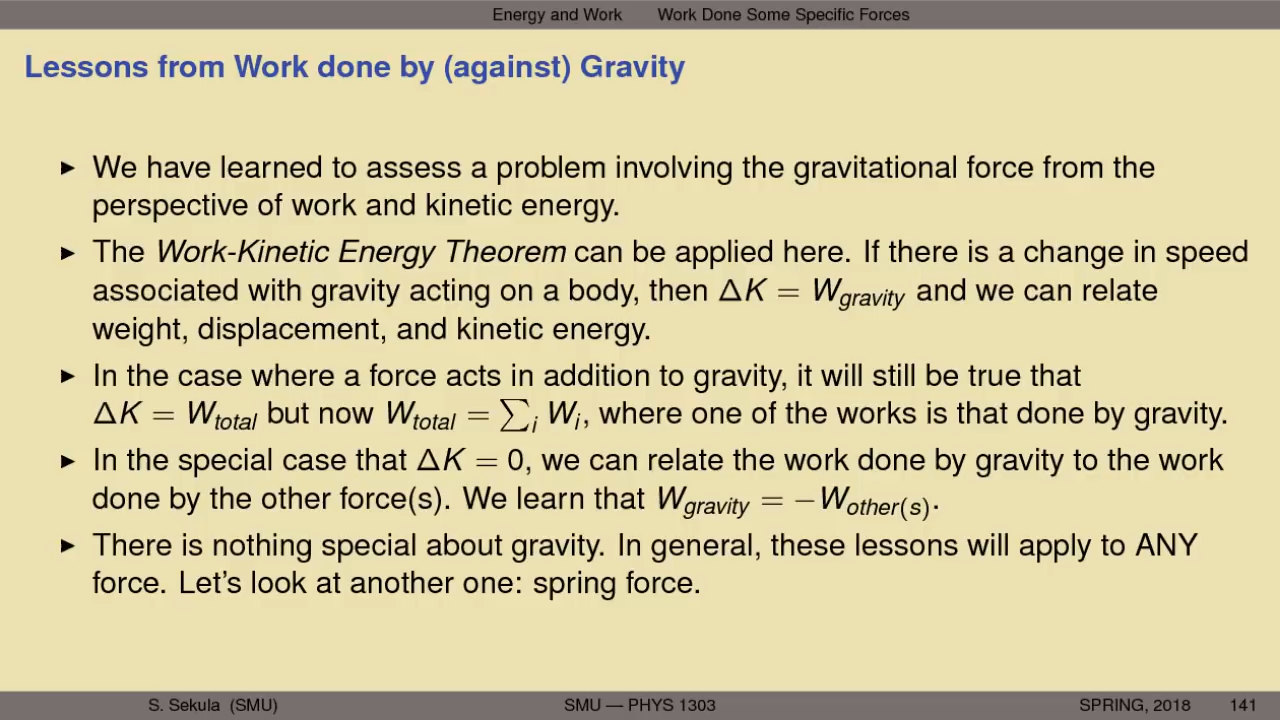 Energy and Work Work Done Some Specific Forces
Lessons from Work done by (against) Gravity
► We have learned to assess a problem involving the gravitational force from the
perspective of work and kinetic energy.
► The Work-Kinetic Energy Theorem can be applied here. If there is a change in speed
associated with gravity acting on a body, then ΔK = W_gravity and we can relate
weight, displacement, and kinetic energy.
► In the case where a force acts in addition to gravity, it will still be true that
ΔK = W_total but now W_total = ∑_i W_i, where one of the works is that done by gravity.
► In the special case that ΔK = 0, we can relate the work done by gravity to the work
done by the other force(s). We learn that W_gravity = −W_other(s).
► There is nothing special about gravity. In general, these lessons will apply to ANY
force. Let's look at another one: spring force.
S. Sekula (SMU) SMU — PHYS 1303 SPRING, 2018 141